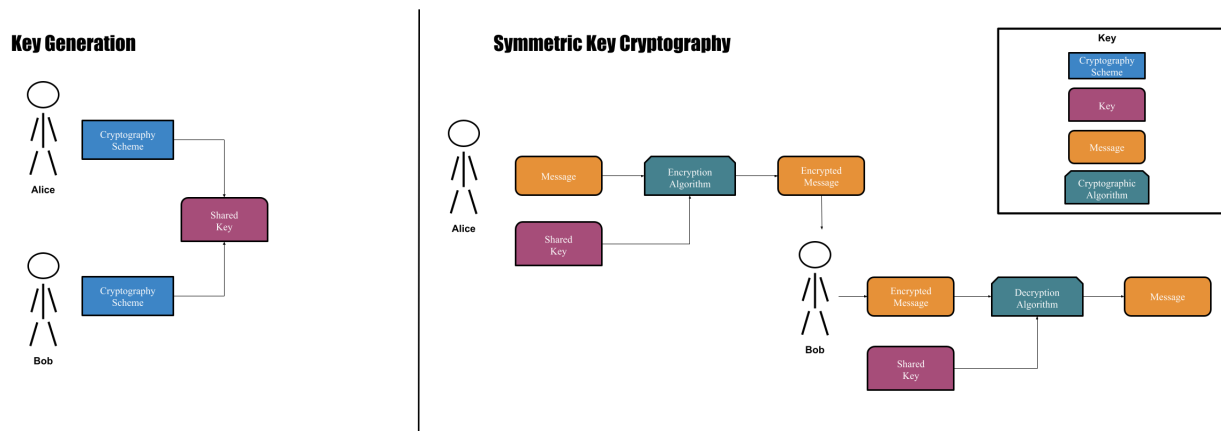 Key Generation
Cryptography
Scheme
Alice
Shared
Key
Cryptography
Scheme
Bob
Symmetric Key Cryptography
Alice
Message
Encryption
Algorithm
Encrypted
Message
Shared
Key
Bob
Encrypted
Message
Decryption
Algorithm
Message
Shared
Key
Key
Cryptography
Scheme
Key
Message
Cryptographic
Algorithm